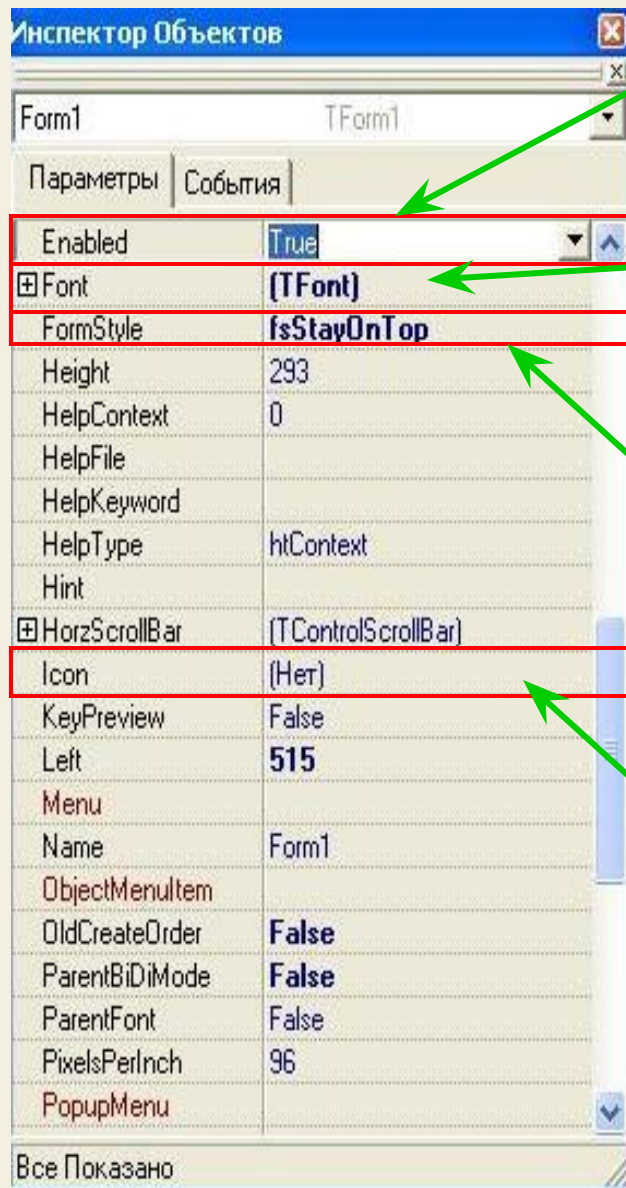 Инспектор Объектов
Form1 TForm1
Параметры События
Enabled True
Font (TFont)
FormStyle fsStayOnTop
Height 293
HelpContext 0
HelpFile
HelpKeyword
HelpType htContext
Hint
HorzScrollBar (TControlScrollBar)
Icon (Нет)
KeyPreview False
Left 515
Menu
Name Form1
ObjectMenuItem
OldCreateOrder False
ParentBiDiMode False
ParentFont False
PixelsPerInch 96
PopupMenu
Все Показано